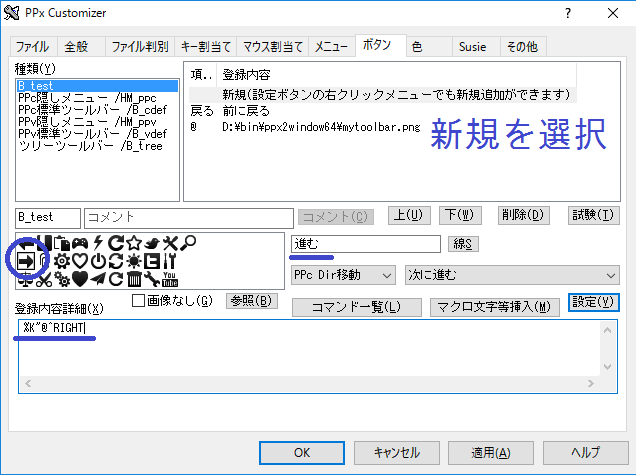 PPx Customizer
ファイル 全般 ファイル判別 キー割当て マウス割当て メニュー ボタン 色 Susie その他
種類(Y)
B_test
PPc隠しメニュー /HM_ppc
PPc標準ツールバー /B_cdef
PPv隠しメニュー /HM_ppv
PPv標準ツールバー /B_vdef
ツリーツールバー /B_tree
項.. 登録内容
新規(設定ボタンの右クリックメニューでも新規追加ができます)
戻る 前に戻る
@ D:¥bin¥ppx2window64¥mytoolbar.png
新規を選択
B_test コメント コメント(C) 上(U) 下(W) 削除(D) 試験(T)
進む 線S
You Tube
PPc Dir移動 次に進む
画像なし(G) 参照(B) コマンド一覧(L) マクロ文字等挿入(M) 設定(Y)
登録内容詳細(X)
%K"@^RIGHT
OK キャンセル 適用(A) ヘルプ